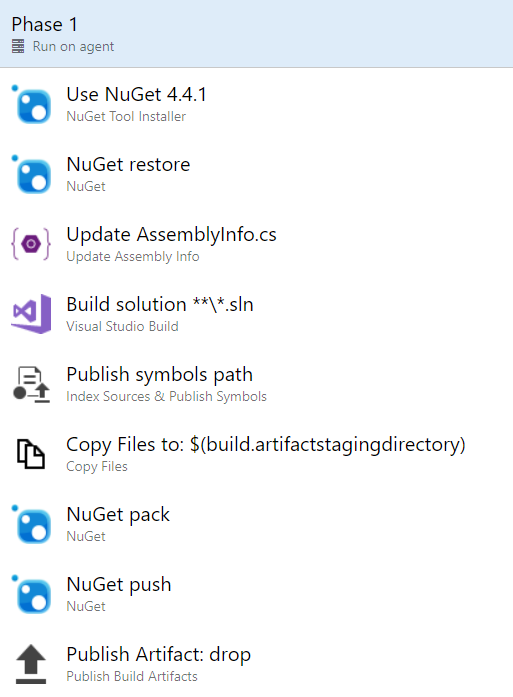 Phase 1
Run on agent
Use NuGet 4.4.1
NuGet Tool Installer
NuGet restore
NuGet
Update AssemblyInfo.cs
Update Assembly Info
Build solution **\*.sln
Visual Studio Build
Publish symbols path
Index Sources & Publish Symbols
Copy Files to: $(build.artifactstagingdirectory)
Copy Files
NuGet pack
NuGet
NuGet push
NuGet
Publish Artifact: drop
Publish Build Artifacts